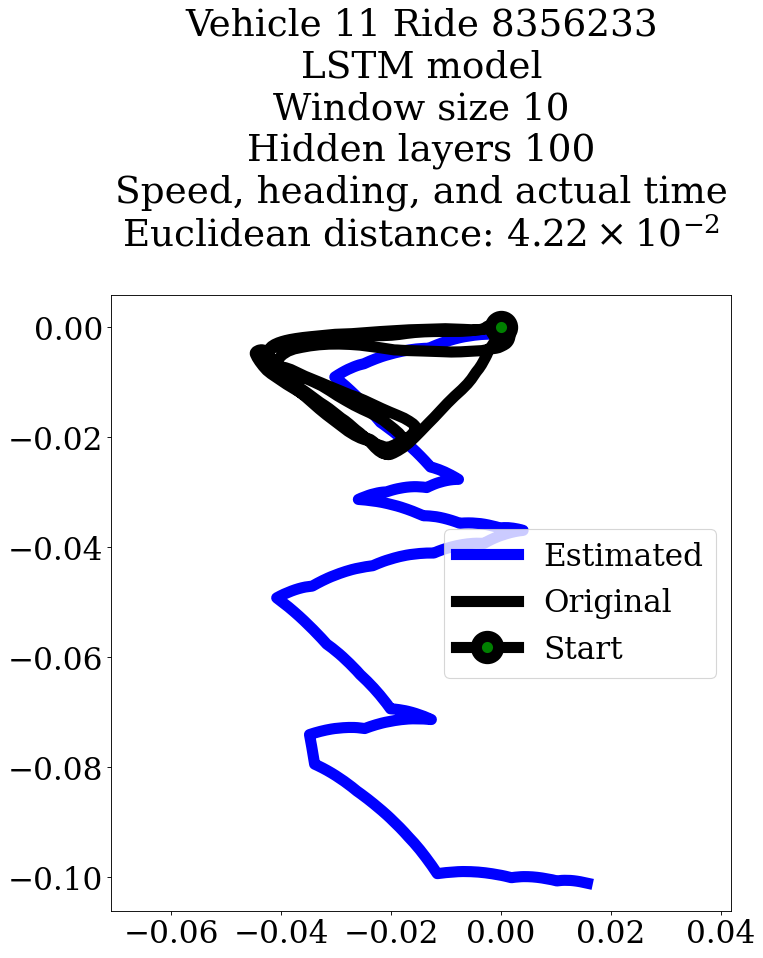 Vehicle 11 Ride 8356233
LSTM model
Window size 10
Hidden layers 100
Speed, heading, and actual time
Euclidean distance: 4.22 × 10⁻²
0.00
−0.02
−0.04
−0.06
−0.08
−0.10
Estimated
Original
Start
−0.06 −0.04 −0.02 0.00 0.02 0.04